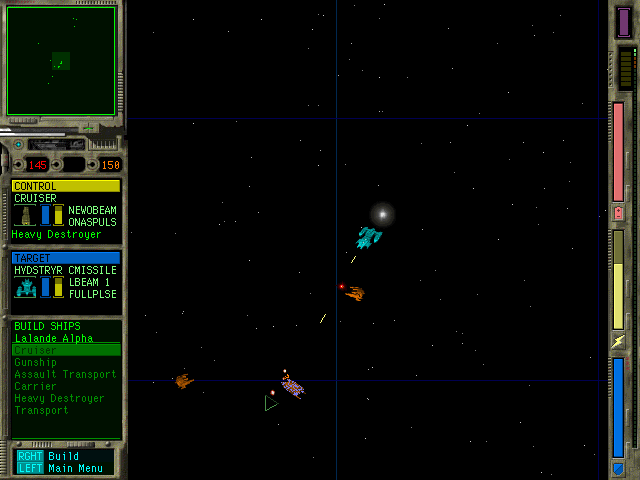 145 150
CONTROL
CRUISER
NEWOBEAM
ONASPULS
Heavy Destroyer
TARGET
HYDSTRYR CMISSILE
LBEAM 1
FULLPLSE
BUILD SHIPS
Lalande Alpha
Cruiser
Gunship
Assault Transport
Carrier
Heavy Destroyer
Transport
RGHT Build
LEFT Main Menu